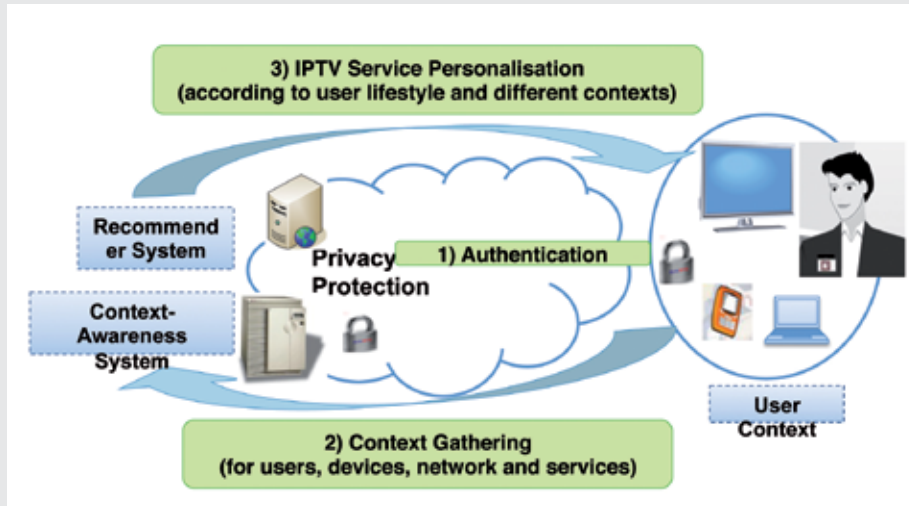 3) IPTV Service Personalisation
(according to user lifestyle and different contexts)
Recommend
er System
Privacy
Protection
1) Authentication
Context-
Awareness
System
User
Context
2) Context Gathering
(for users, devices, network and services)